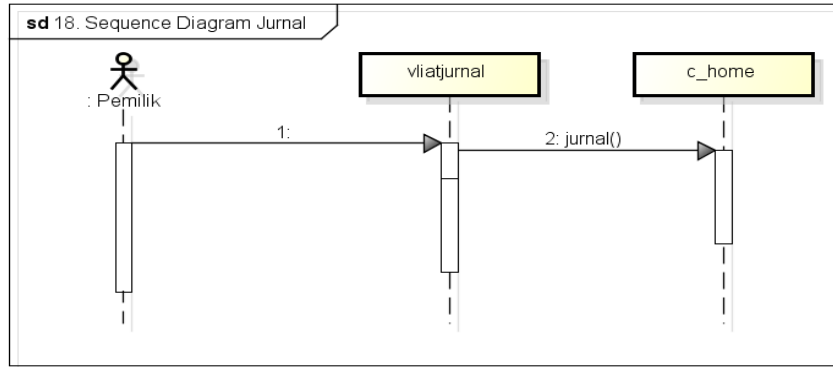 sd 18. Sequence Diagram Jurnal
: Pemilik
vliatjurnal
c_home
1:
2: jurnal()